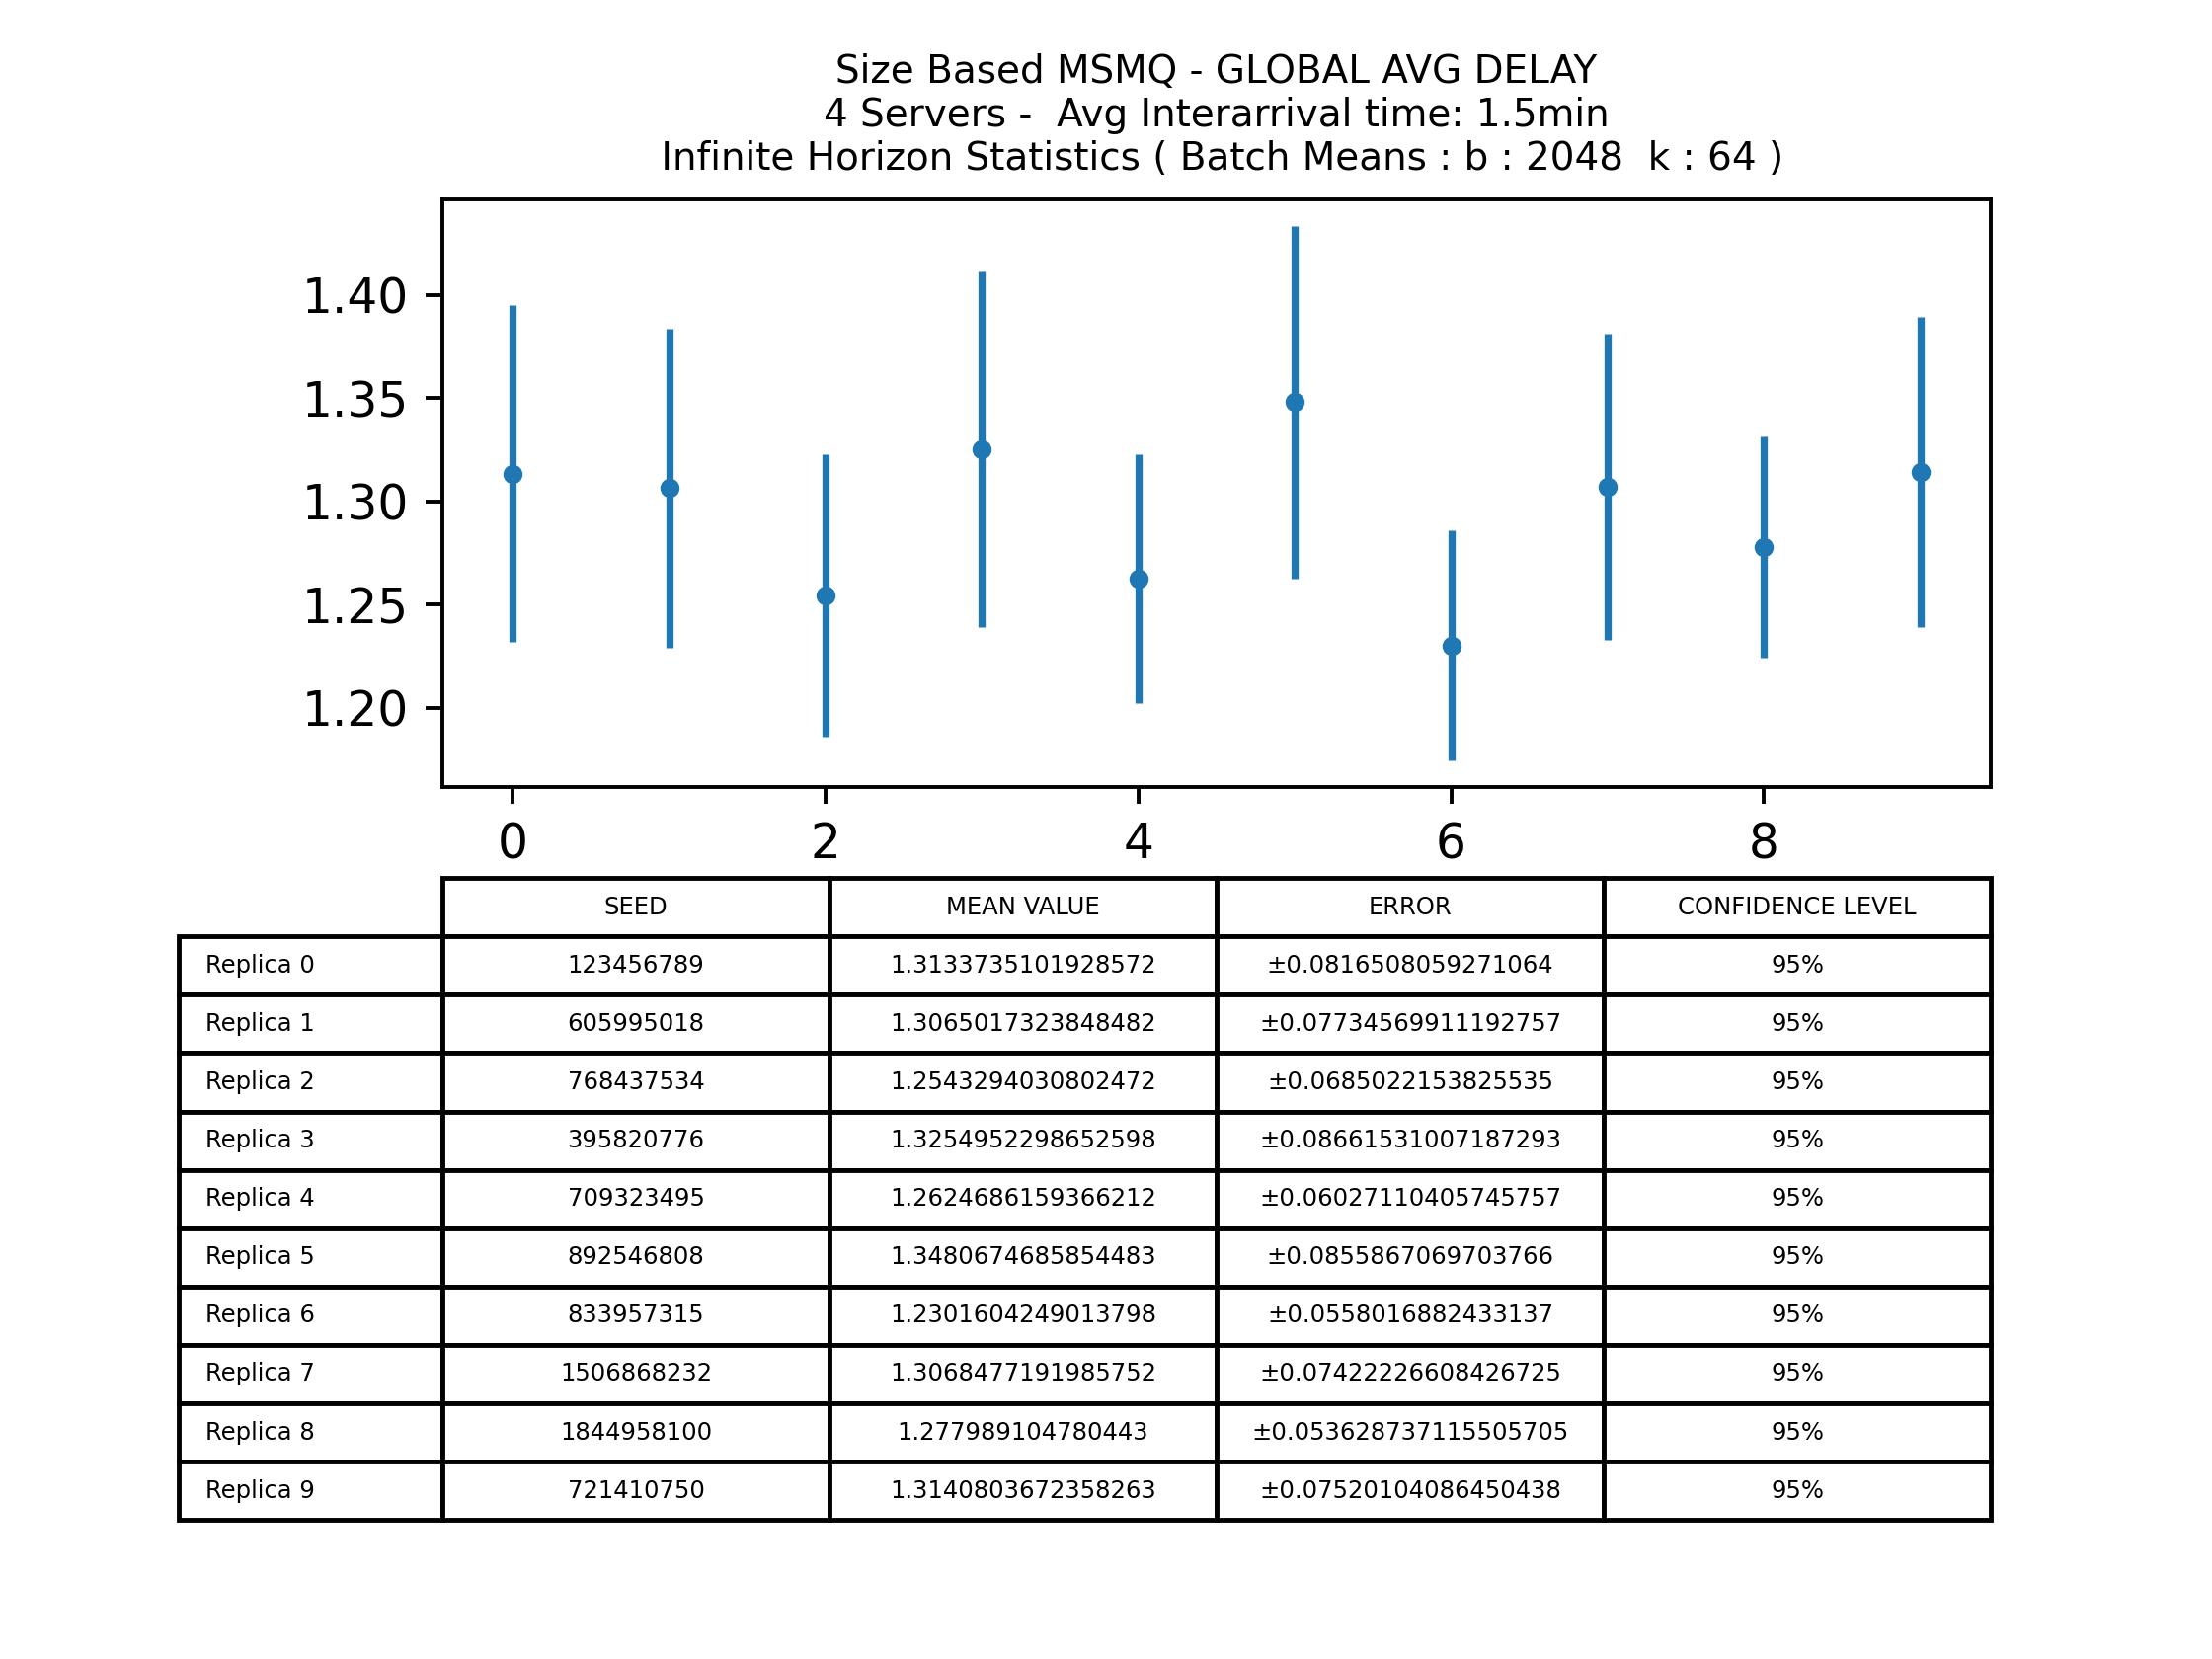 Size Based MSMQ - GLOBAL AVG DELAY
4 Servers -  Avg Interarrival time: 1.5min
Infinite Horizon Statistics ( Batch Means : b : 2048  k : 64 )
1.40
1.35
1.30
1.25
1.20
0 2 4 6 8
SEED MEAN VALUE ERROR CONFIDENCE LEVEL
Replica 0 123456789 1.3133735101928572 ±0.0816508059271064 95%
Replica 1 605995018 1.3065017323848482 ±0.07734569911192757 95%
Replica 2 768437534 1.2543294030802472 ±0.0685022153825535 95%
Replica 3 395820776 1.3254952298652598 ±0.08661531007187293 95%
Replica 4 709323495 1.2624686159366212 ±0.06027110405745757 95%
Replica 5 892546808 1.3480674685854483 ±0.0855867069703766 95%
Replica 6 833957315 1.2301604249013798 ±0.0558016882433137 95%
Replica 7 1506868232 1.3068477191985752 ±0.07422226608426725 95%
Replica 8 1844958100 1.277989104780443 ±0.053628737115505705 95%
Replica 9 721410750 1.3140803672358263 ±0.07520104086450438 95%